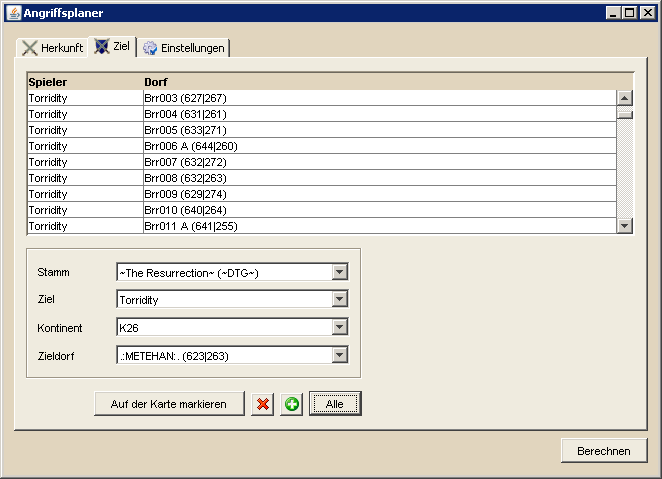 Angriffsplaner
Herkunft Ziel Einstellungen
Spieler Dorf
Torridity Brr003 (627|267)
Torridity Brr004 (631|261)
Torridity Brr005 (633|271)
Torridity Brr006 A (644|260)
Torridity Brr007 (632|272)
Torridity Brr008 (632|263)
Torridity Brr009 (629|274)
Torridity Brr010 (640|264)
Torridity Brr011 A (641|255)
Stamm ~The Resurrection~ (~DTG~)
Ziel Torridity
Kontinent K26
Zieldorf .:METEHAN:. (623|263)
Auf der Karte markieren Alle
Berechnen